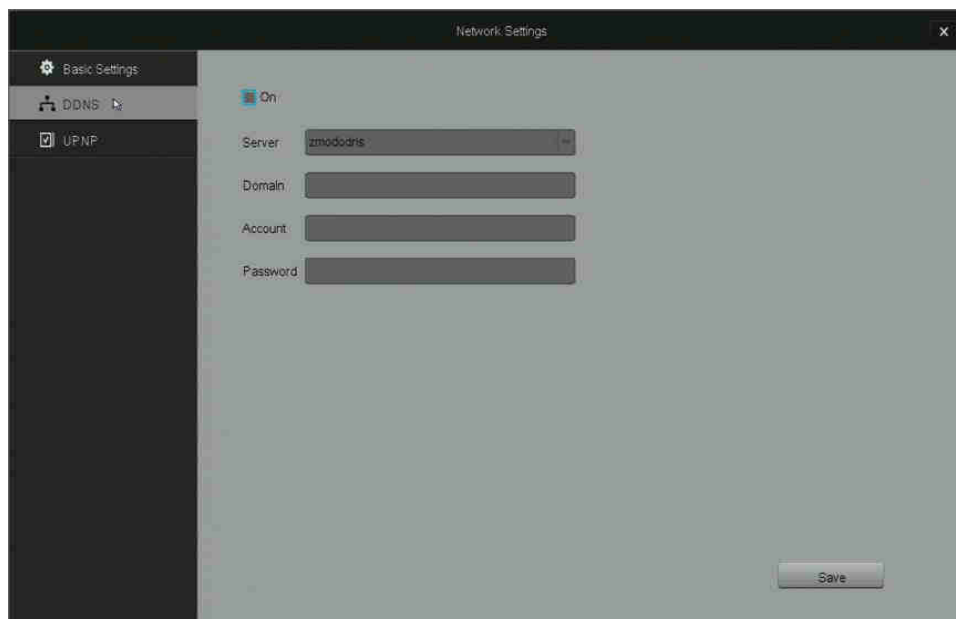 Network Settings
X
Basic Settings
DDNS
UPNP
On
Server zmododns
Domain
Account
Password
Save